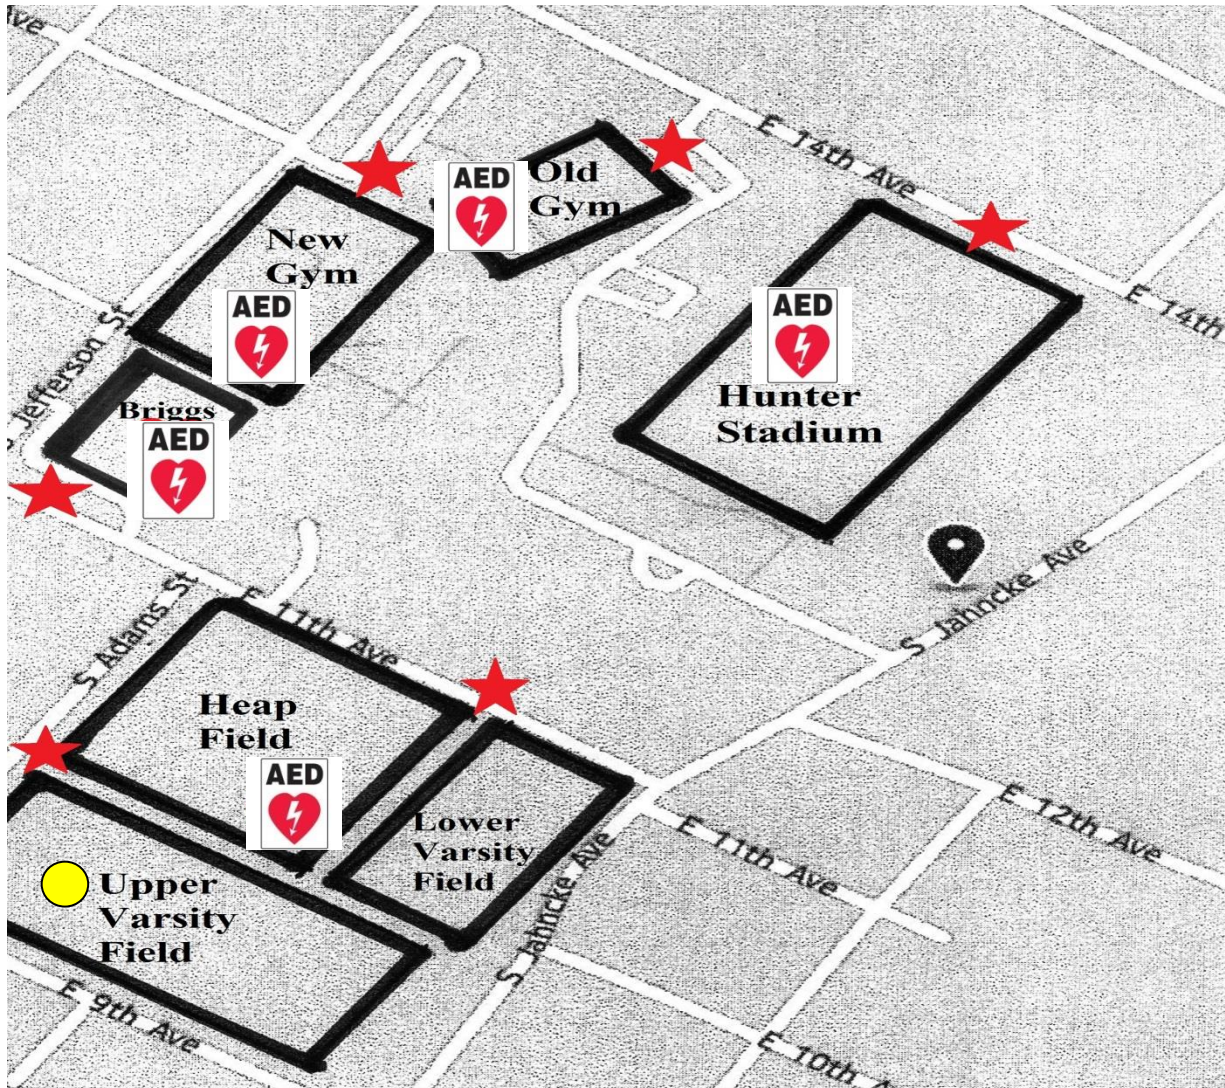 Ave
E 14th Ave
AED
Old
Gym
New
Gym
AED
AED
E 14th
Jefferson St
Hunter
Stadium
Briggs
AED
S Jahncke Ave
S Adams St
E 11th Ave
Heap
Field
AED
Lower
Varsity
Field
E 12th Ave
E 11th Ave
Upper
Varsity
Field
S Jahncke Ave
E 9th Ave
E 10th